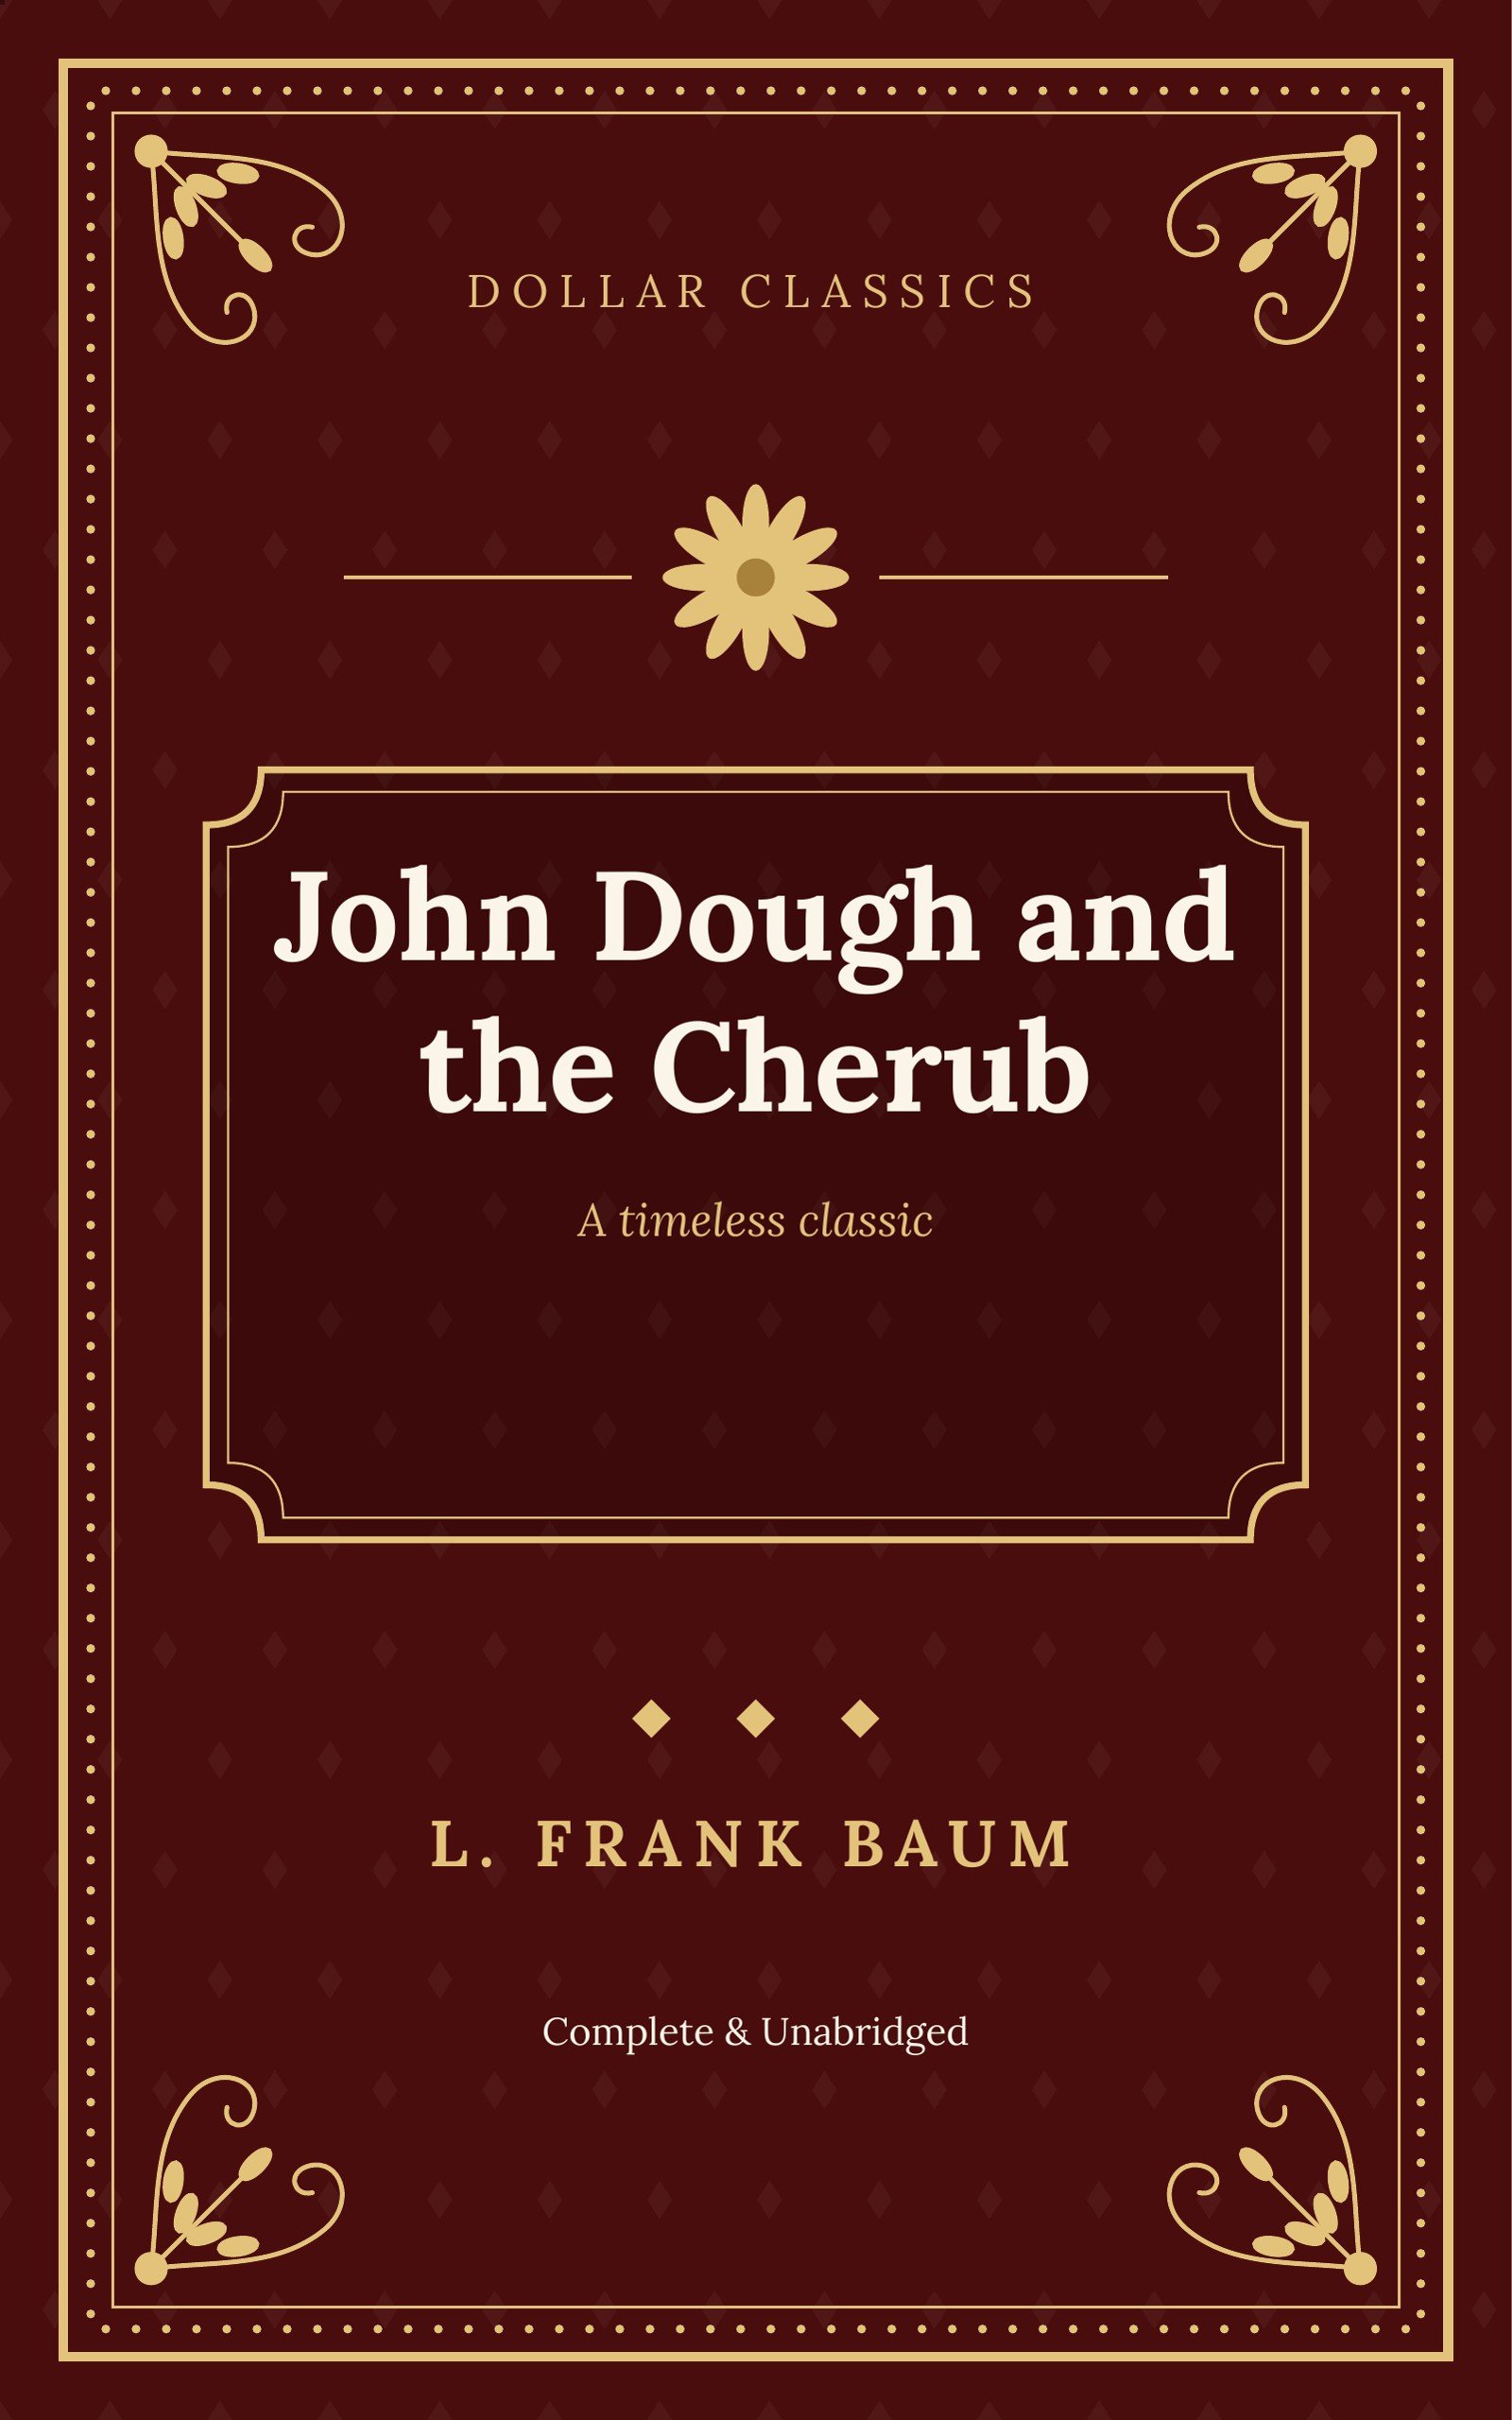 DOLLAR CLASSICS
John Dough and
the Cherub
A timeless classic
L. FRANK BAUM
Complete & Unabridged